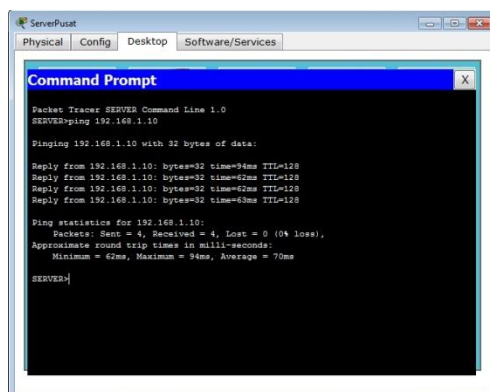 ServerPusat
Physical Config Desktop Software/Services
Command Prompt X
Packet Tracer SERVER Command Line 1.0
SERVER>ping 192.168.1.10
Pinging 192.168.1.10 with 32 bytes of data:
Reply from 192.168.1.10: bytes=32 time=94ms TTL=128
Reply from 192.168.1.10: bytes=32 time=62ms TTL=128
Reply from 192.168.1.10: bytes=32 time=62ms TTL=128
Reply from 192.168.1.10: bytes=32 time=63ms TTL=128
Ping statistics for 192.168.1.10:
Packets: Sent = 4, Received = 4, Lost = 0 (0% loss),
Approximate round trip times in milli-seconds:
Minimum = 62ms, Maximum = 94ms, Average = 70ms
SERVER>